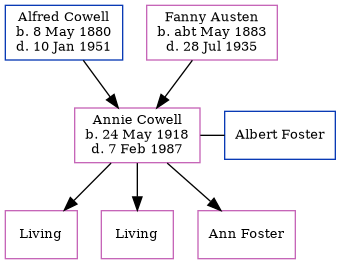 Alfred Cowell
b. 8 May 1880
d. 10 Jan 1951
Fanny Austen
b. abt May 1883
d. 28 Jul 1935
Annie Cowell
b. 24 May 1918
d. 7 Feb 1987
Albert Foster
Living
Living
Ann Foster